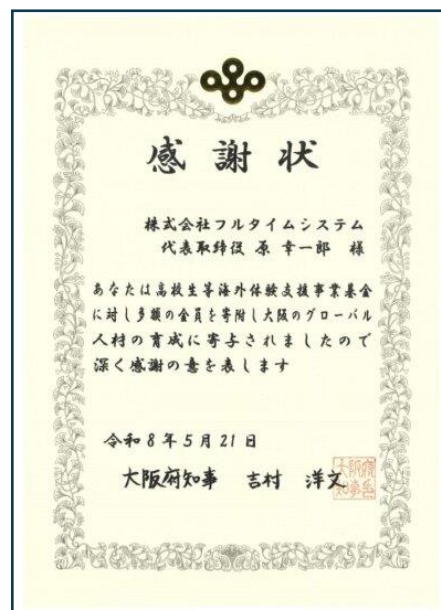 感謝状
株式会社フルタイムシステム
代表取締役 原 幸一郎 様
あなたは高校生等海外体験支援事業基金
に対し多額の金員を寄附し大阪のグローバル
人材の育成に寄与されましたので
深く感謝の意を表します
令和8年5月21日
大阪府知事 吉村 洋文